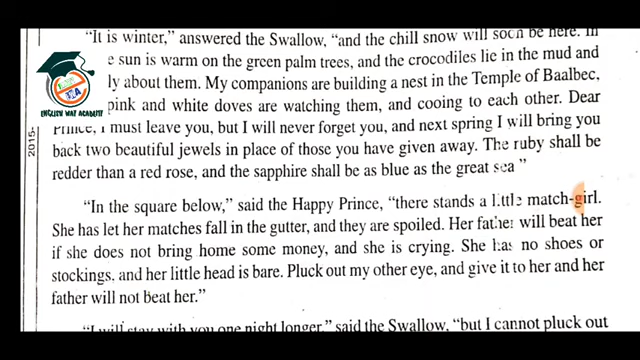 "It is winter," answered the Swallow, "and the chill snow will soon be here. In
e sun is warm on the green palm trees, and the crocodiles lie in the mud and
ly about them. My companions are building a nest in the Temple of Baalbec,
pink and white doves are watching them, and cooing to each other. Dear
Prince, I must leave you, but I will never forget you, and next spring I will bring you
back two beautiful jewels in place of those you have given away. The ruby shall be
redder than a red rose, and the sapphire shall be as blue as the great sea"
"In the square below," said the Happy Prince, "there stands a little match-girl.
She has let her matches fall in the gutter, and they are spoiled. Her father will beat her
if she does not bring home some money, and she is crying. She has no shoes or
stockings, and her little head is bare. Pluck out my other eye, and give it to her and her
father will not beat her."
"I will stay with you one night longer," said the Swallow, "but I cannot pluck out
ENGLISH WAY ACADEMY
2015-